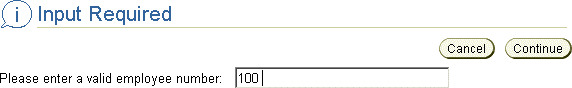 Input Required
Cancel Continue
Please enter a valid employee number: 100